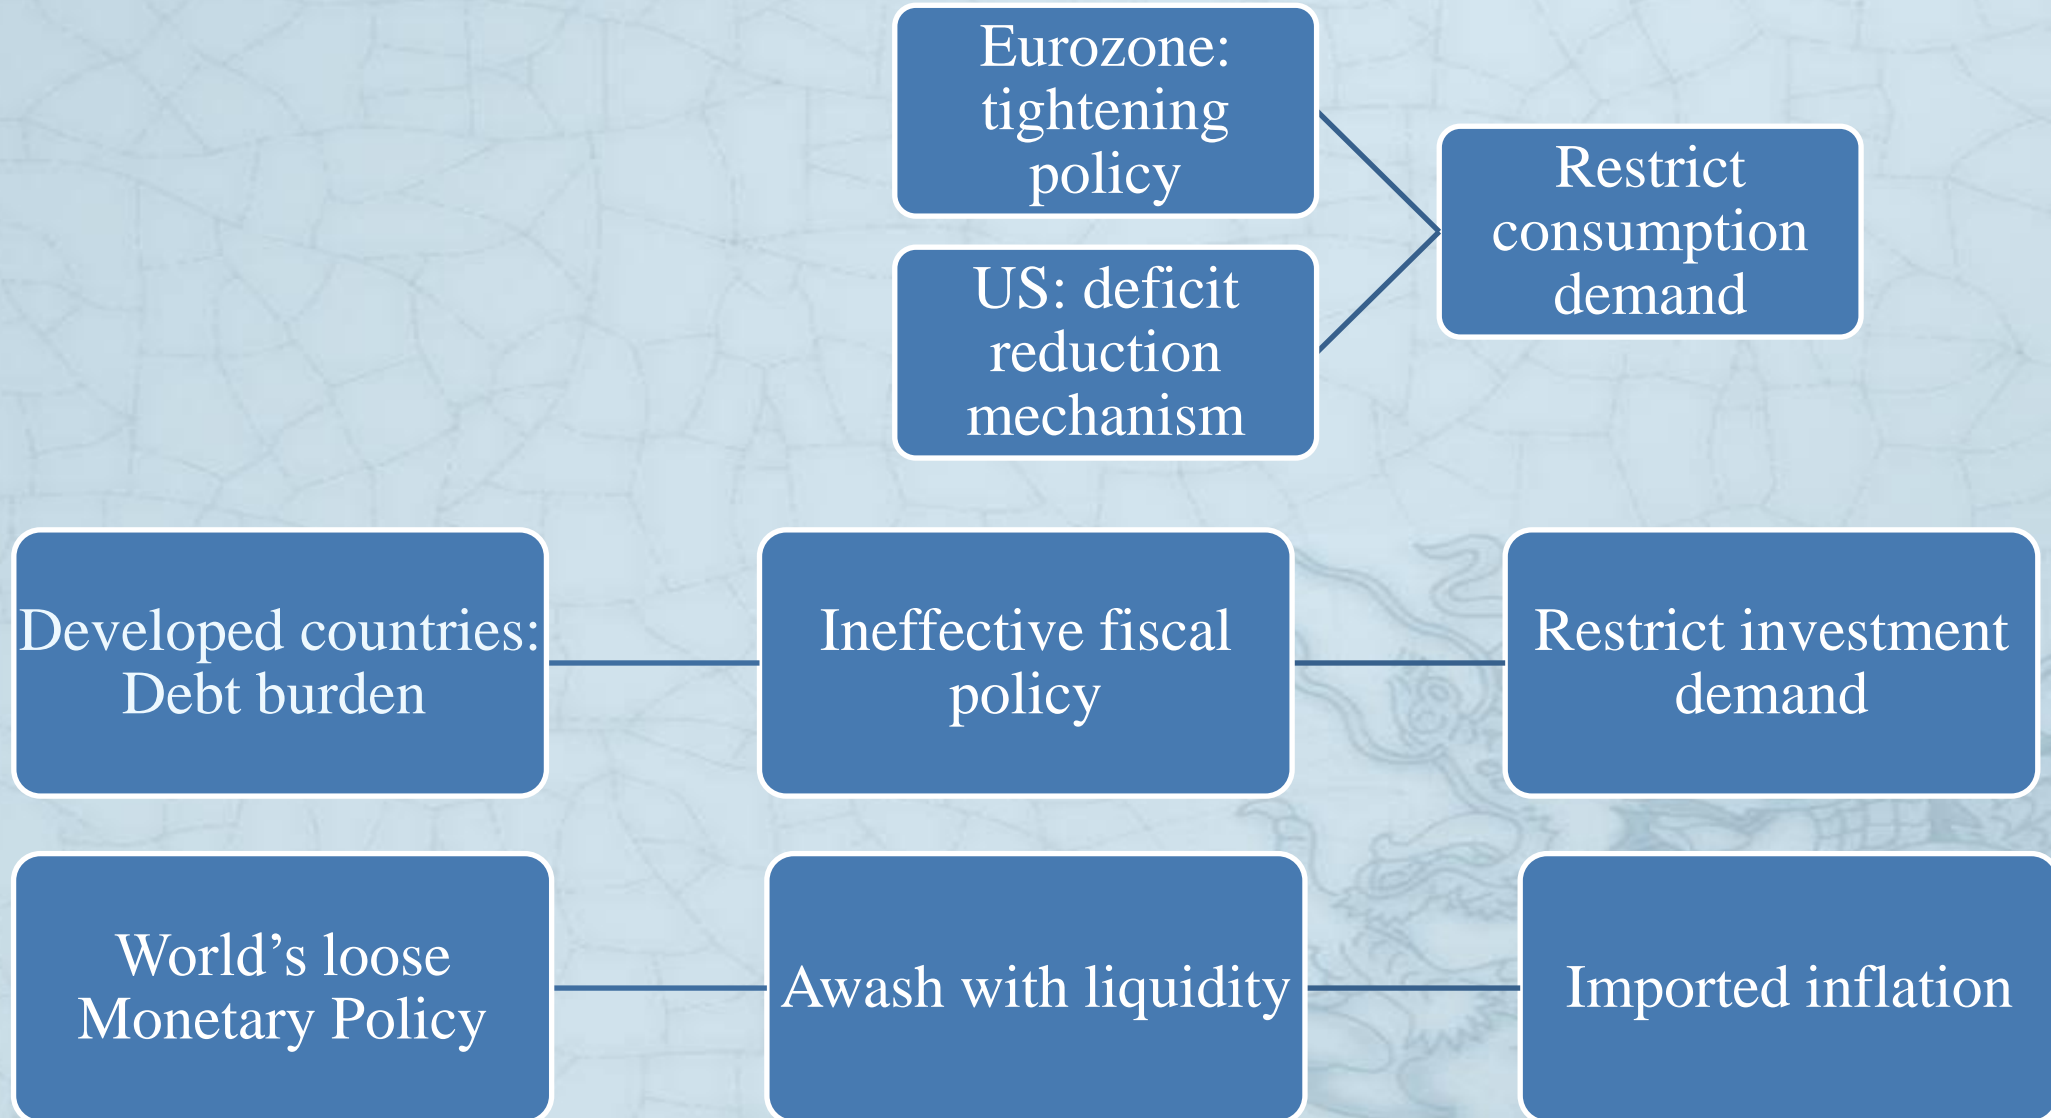 Eurozone:
tightening
policy
US: deficit
reduction
mechanism
Restrict
consumption
demand
Developed countries:
Debt burden
Ineffective fiscal
policy
Restrict investment
demand
World’s loose
Monetary Policy
Awash with liquidity
Imported inflation